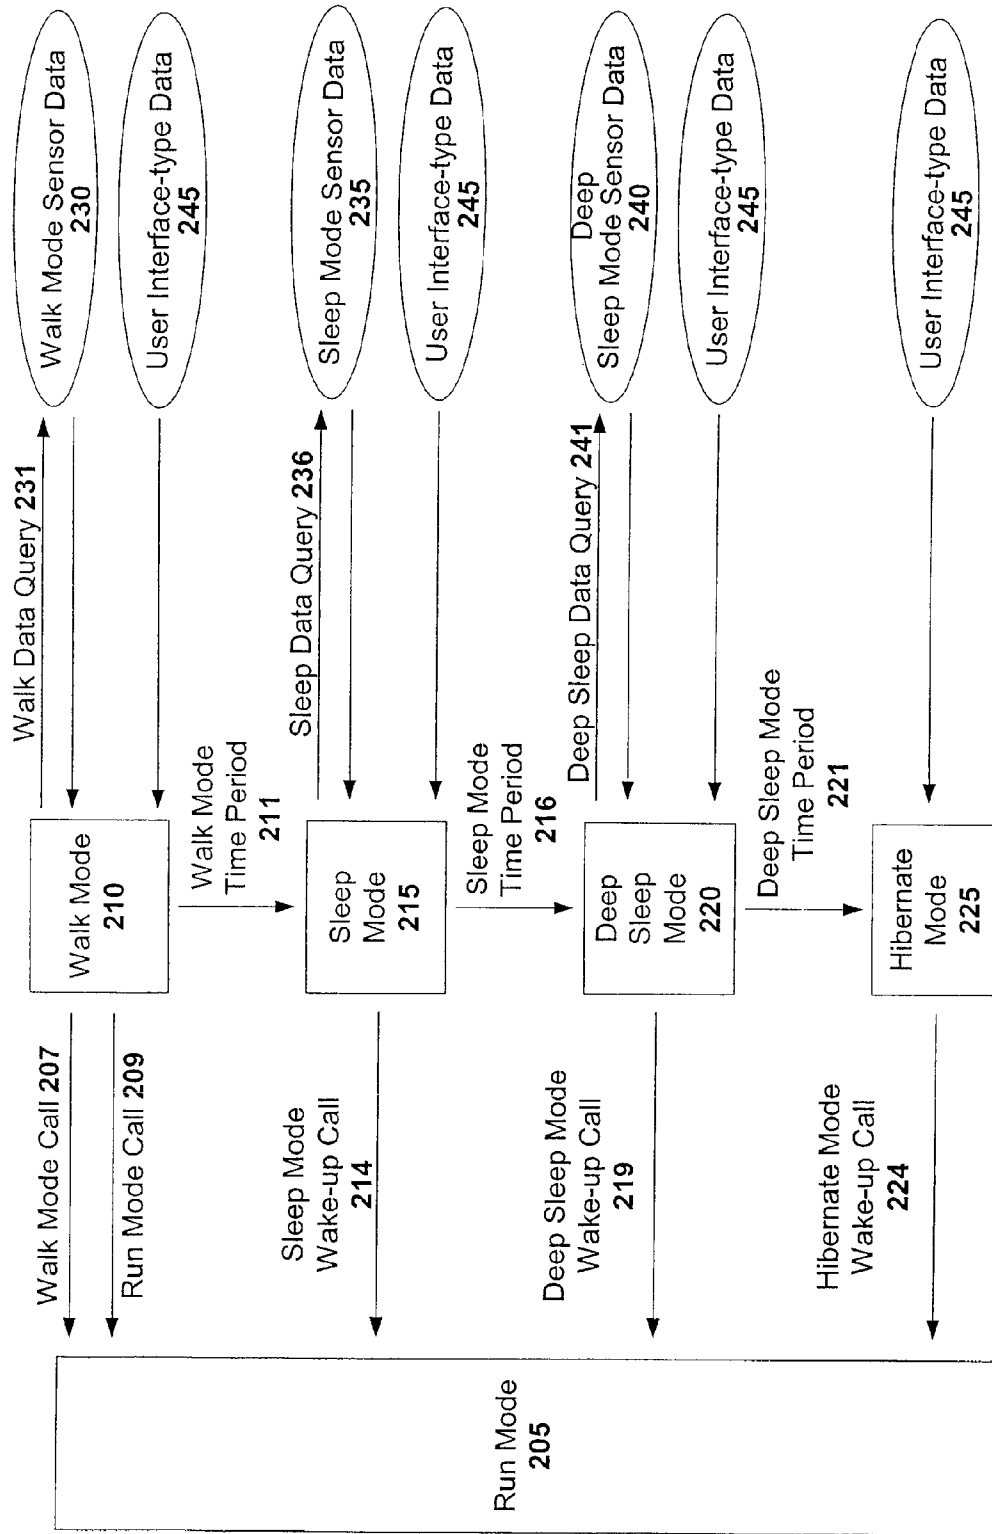 Walk Mode Sensor Data
230
User Interface-type Data
245
Sleep Mode Sensor Data
235
User Interface-type Data
245
Deep
Sleep Mode Sensor Data
240
User Interface-type Data
245
User Interface-type Data
245
Walk Data Query 231
Sleep Data Query 236
Deep Sleep Data Query 241
Walk Mode
210
Walk Mode
Time Period
211
Sleep
Mode
215
Sleep Mode
Time Period
216
Deep
Sleep
Mode
220
Deep Sleep Mode
Time Period
221
Hibernate
Mode
225
Walk Mode Call 207
Run Mode Call 209
Sleep Mode
Wake-up Call
214
Deep Sleep Mode
Wake-up Call
219
Hibernate Mode
Wake-up Call
224
Run Mode
205